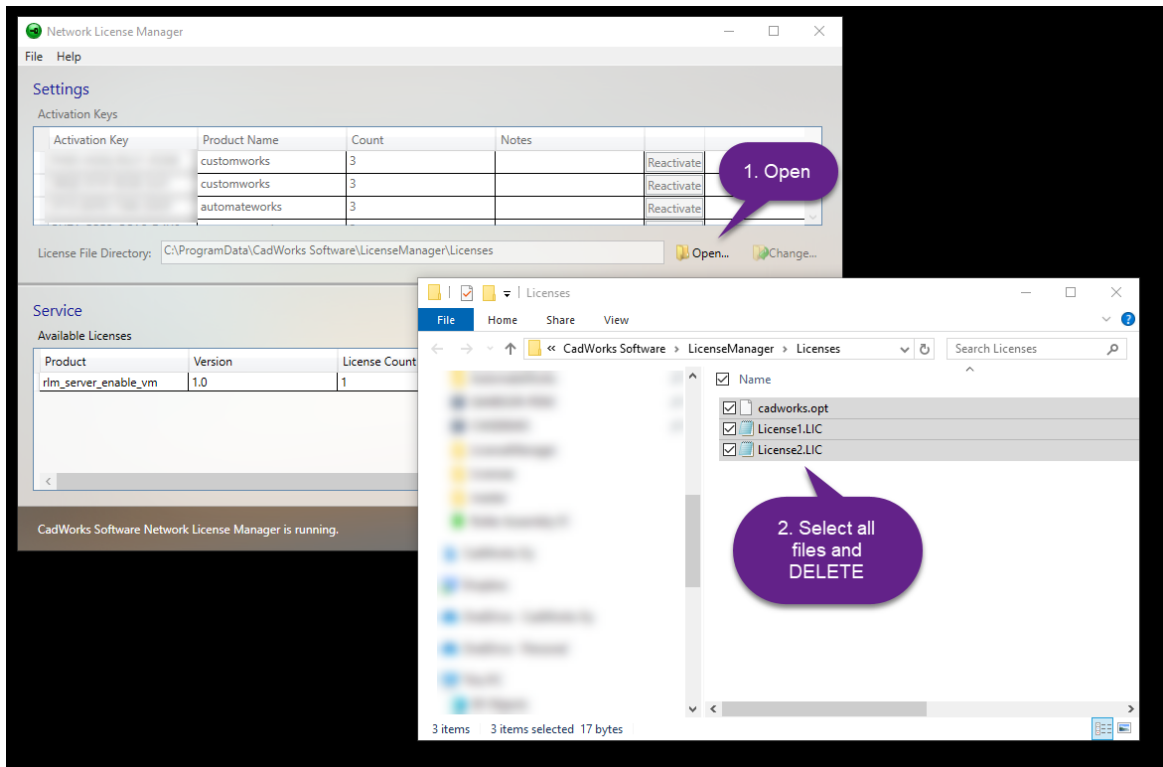 Network License Manager
File Help
Settings
Activation Keys
Activation Key Product Name Count Notes
customworks 3 Reactivate
customworks 3 Reactivate
automateworks 3 Reactivate
1. Open
License File Directory: C:\ProgramData\CadWorks Software\LicenseManager\Licenses Open... Change...
Service
Available Licenses
Product Version License Count
rlm_server_enable_vm 1.0 1
CadWorks Software Network License Manager is running.
Licenses
File Home Share View
« CadWorks Software > LicenseManager > Licenses Search Licenses
Name
cadworks.opt
License1.LIC
License2.LIC
2. Select all
files and
DELETE
3 items 3 items selected 17 bytes